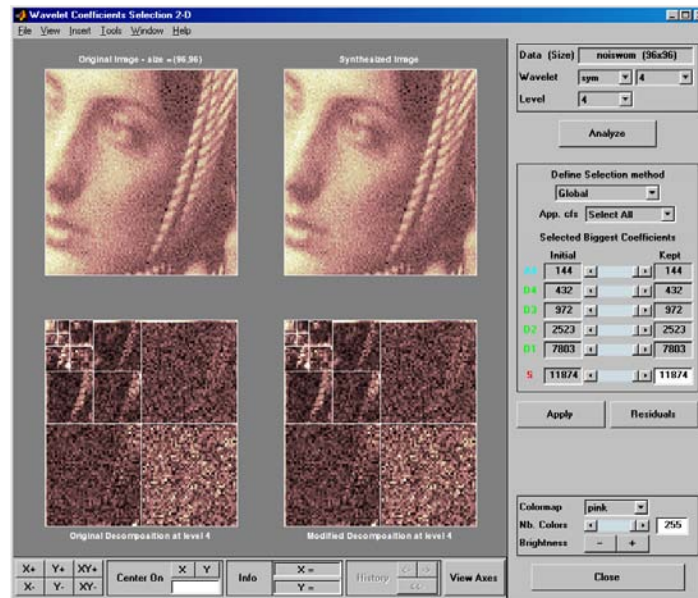 Wavelet Coefficients Selection 2-D
File View Insert Tools Window Help
Original Image - size = (96,96)
Synthesized Image
Original Decomposition at level 4
Modified Decomposition at level 4
Data (Size) noiswom (96x96)
Wavelet sym 4
Level 4
Analyze
Define Selection method
Global
App. cfs Select All
Selected Biggest Coefficients
Initial Kept
A4 144 144
D4 432 432
D3 972 972
D2 2523 2523
D1 7803 7803
S 11874 11874
Apply Residuals
Colormap pink
Nb. Colors 255
Brightness - +
X+ Y+ XY+
X- Y- XY-
Center On X Y
Info X =
Y =
History <- ->
<<-
View Axes
Close